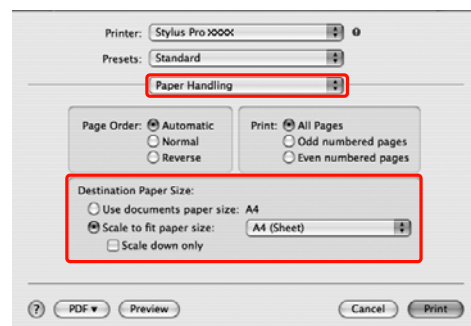 Printer: Stylus Pro XXXX
Presets: Standard
Paper Handling
Page Order: Automatic
Normal
Reverse
Print: All Pages
Odd numbered pages
Even numbered pages
Destination Paper Size:
Use documents paper size: A4
Scale to fit paper size: A4 (Sheet)
Scale down only
? PDF▼ Preview Cancel Print